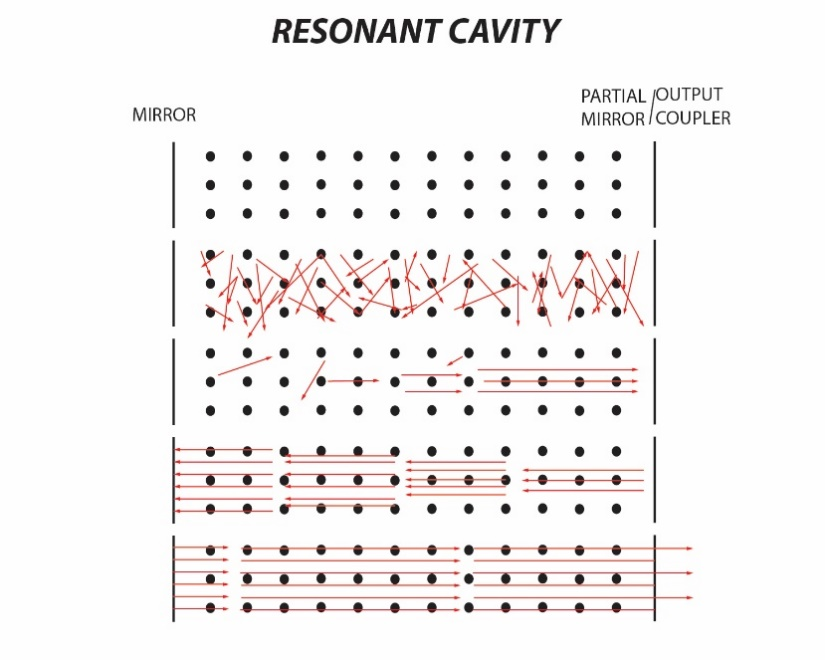 RESONANT CAVITY
MIRROR
PARTIAL / OUTPUT
MIRROR / COUPLER